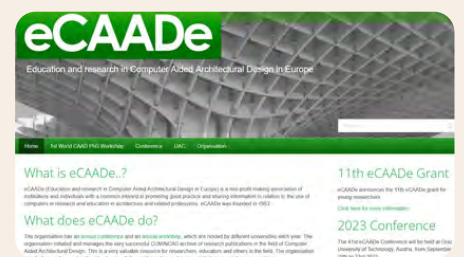 eCAADe
Education and research in Computer Aided Architectural Design in Europe
Home 1st World CAAD PhD Workshop Conference IJAC Organisation
What is eCAADe..?
eCAADe (Education and research in Computer Aided Architectural Design in Europe) is a non-profit making association of
institutions and individuals with a common interest in promoting good practice and sharing information in relation to the use of
computers in research and education in architecture and related professions. eCAADe was founded in 1983.
What does eCAADe do?
The organisation has an annual conference and an annual workshop, which are hosted by different universities each year. The
organisation initiated and manages the very successful CUMINCAD archive of research publications in the field of Computer
Aided Architectural Design. This is a very valuable resource for researchers, educators and others in the field. The organisation
11th eCAADe Grant
eCAADe announces the 11th eCAADe grant for
young researchers
Click here for more information
2023 Conference
The 41st eCAADe Conference will be held at Graz
University of Technology, Austria, from September